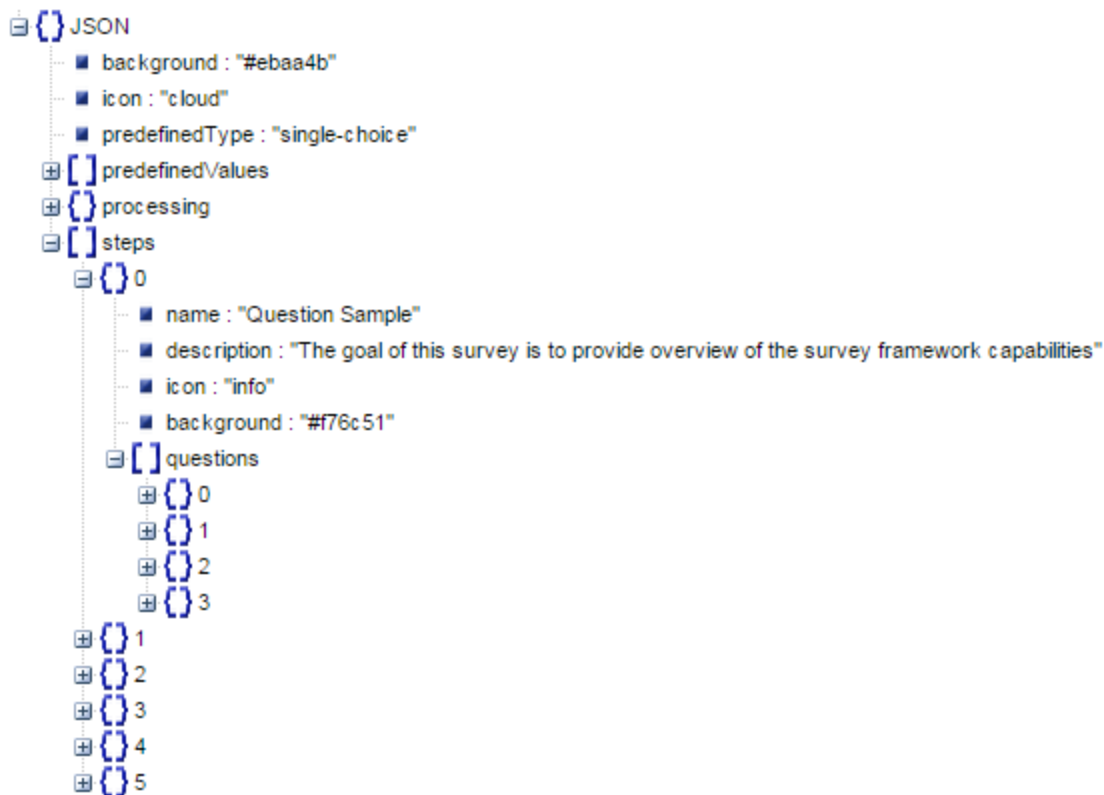 JSON
background : "#ebaa4b"
icon : "cloud"
predefinedType : "single-choice"
[ ] predefinedValues
{ } processing
[ ] steps
{ } 0
name : "Question Sample"
description : "The goal of this survey is to provide overview of the survey framework capabilities"
icon : "info"
background : "#f76c51"
[ ] questions
{ } 0
{ } 1
{ } 2
{ } 3
{ } 1
{ } 2
{ } 3
{ } 4
{ } 5